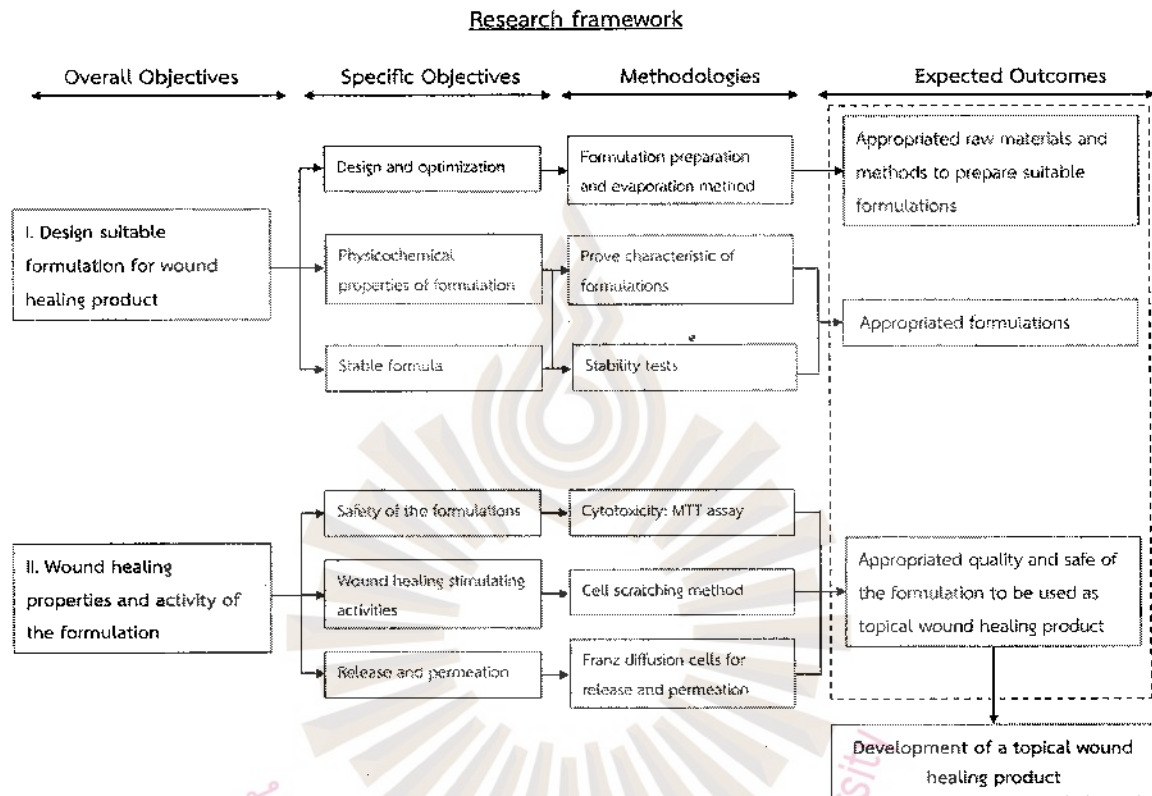 Research framework
Overall Objectives
Specific Objectives
Methodologies
Expected Outcomes
I. Design suitable
formulation for wound
healing product
Design and optimization
Formulation preparation
and evaporation method
Appropriated raw materials and
methods to prepare suitable
formulations
Physicochemical
properties of formulation
Prove characteristic of
formulations
Appropriated formulations
Stable formula
Stability tests
II. Wound healing
properties and activity of
the formulation
Safety of the formulations
Cytotoxicity: MTT assay
Wound healing stimulating
activities
Cell scratching method
Appropriated quality and safe of
the formulation to be used as
topical wound healing product
Release and permeation
Franz diffusion cells for
release and permeation
Development of a topical wound
healing product